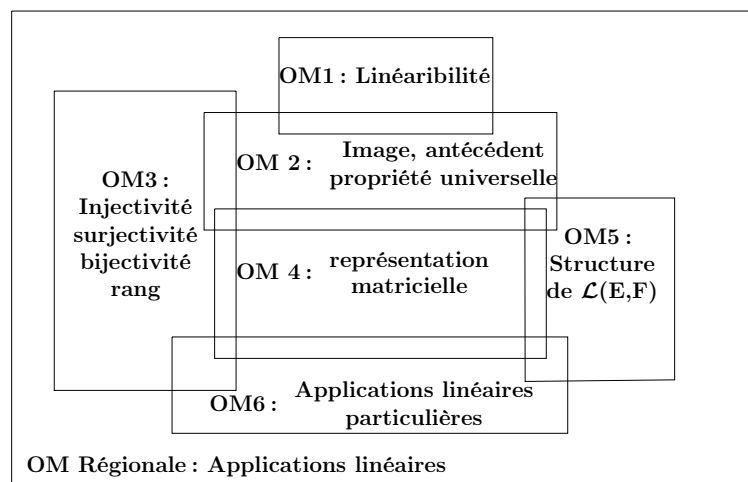 OM1 : Linéaribilité
OM 2 : Image, antécédent
propriété universelle
OM3 :
Injectivité
surjectivité
bijectivité
rang
OM 4 : représentation
matricielle
OM5 :
Structure
de ℒ(E,F)
OM6 : Applications linéaires
particulières
OM Régionale : Applications linéaires